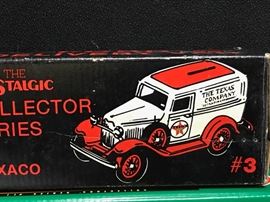 THE
STALGIC
LLECTOR
RIES
XACO
THE TEXAS
COMPANY
#3